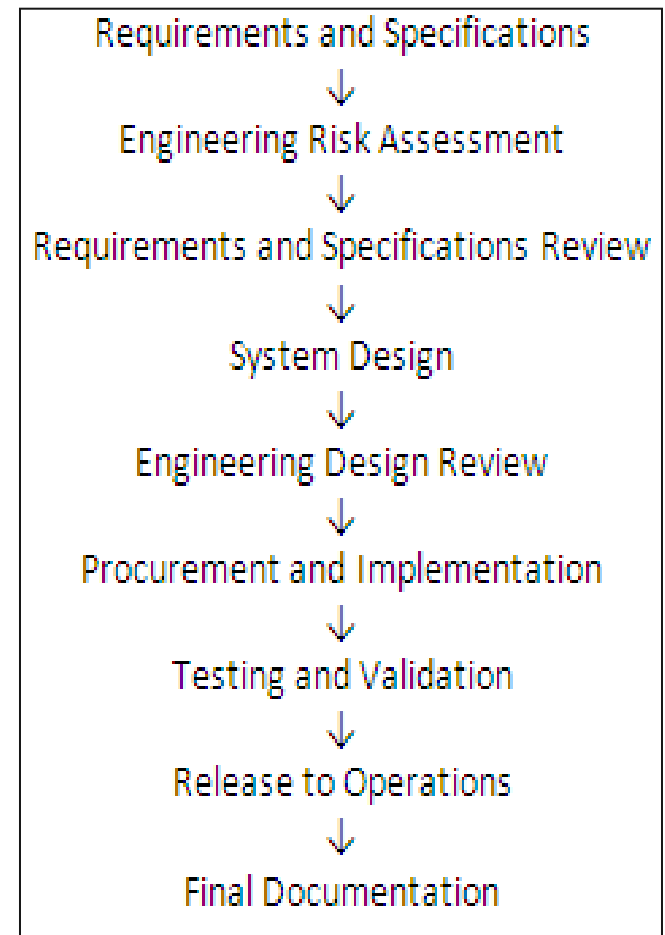 Requirements and Specifications
↓
Engineering Risk Assessment
↓
Requirements and Specifications Review
↓
System Design
↓
Engineering Design Review
↓
Procurement and Implementation
↓
Testing and Validation
↓
Release to Operations
↓
Final Documentation